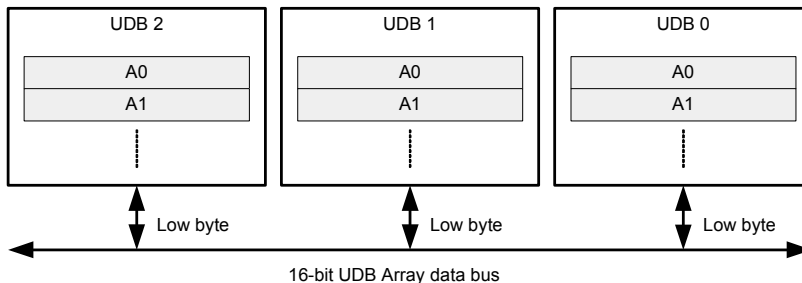 UDB 2 UDB 1 UDB 0
A0 A0 A0
A1 A1 A1
Low byte Low byte Low byte
16-bit UDB Array data bus